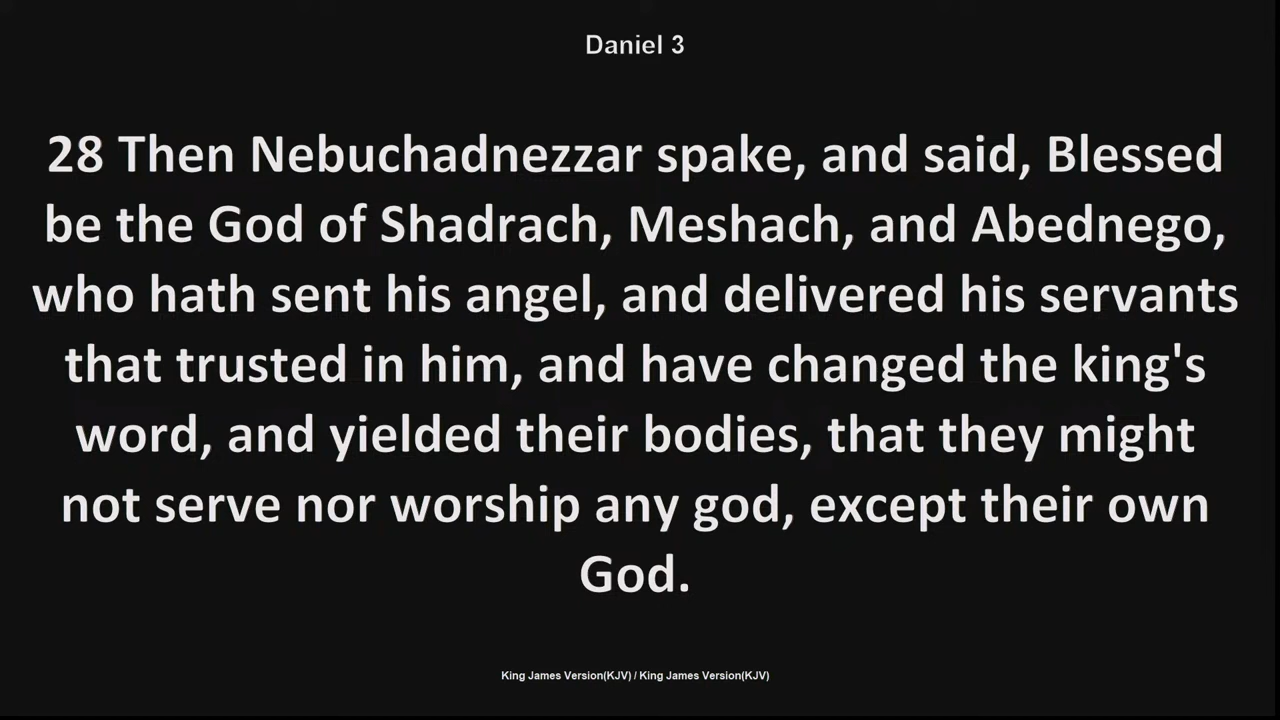 Daniel 3
28 Then Nebuchadnezzar spake, and said, Blessed
be the God of Shadrach, Meshach, and Abednego,
who hath sent his angel, and delivered his servants
that trusted in him, and have changed the king's
word, and yielded their bodies, that they might
not serve nor worship any god, except their own
God.
King James Version(KJV) / King James Version(KJV)